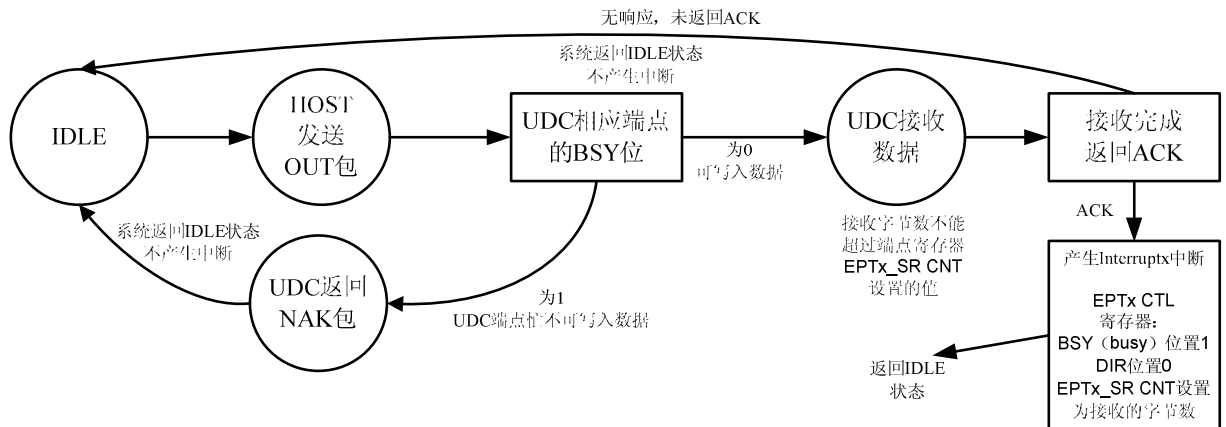 无响应，未返回ACK
系统返回IDLE状态
不产生中断
IDLE
HOST
发送
OUT包
UDC相应端点
的BSY位
为0
可写入数据
UDC接收
数据
接收完成
返回ACK
ACK
接收字节数不能
超过端点寄存器
EPTx_SR CNT
设置的值
系统返回IDLE状态
不产生中断
UDC返回
NAK包
为1
UDC端点忙不可写入数据
产生Interruptx中断
EPTx CTL
寄存器：
BSY（busy）位置1
DIR位置0
EPTx_SR CNT设置
为接收的字节数
返回IDLE
状态